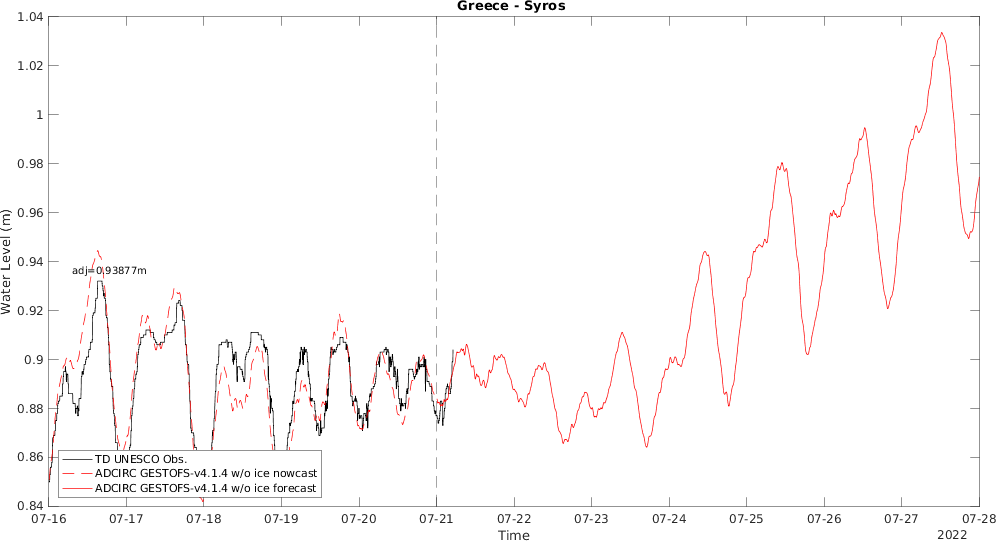 Greece - Syros
1.04
1.02
1
0.98
0.96
0.94
0.92
0.9
0.88
0.86
0.84
Water Level (m)
adj=0.93877m
TD UNESCO Obs.
ADCIRC GESTOFS-v4.1.4 w/o ice nowcast
ADCIRC GESTOFS-v4.1.4 w/o ice forecast
07-16 07-17 07-18 07-19 07-20 07-21 07-22 07-23 07-24 07-25 07-26 07-27 07-28
Time
2022